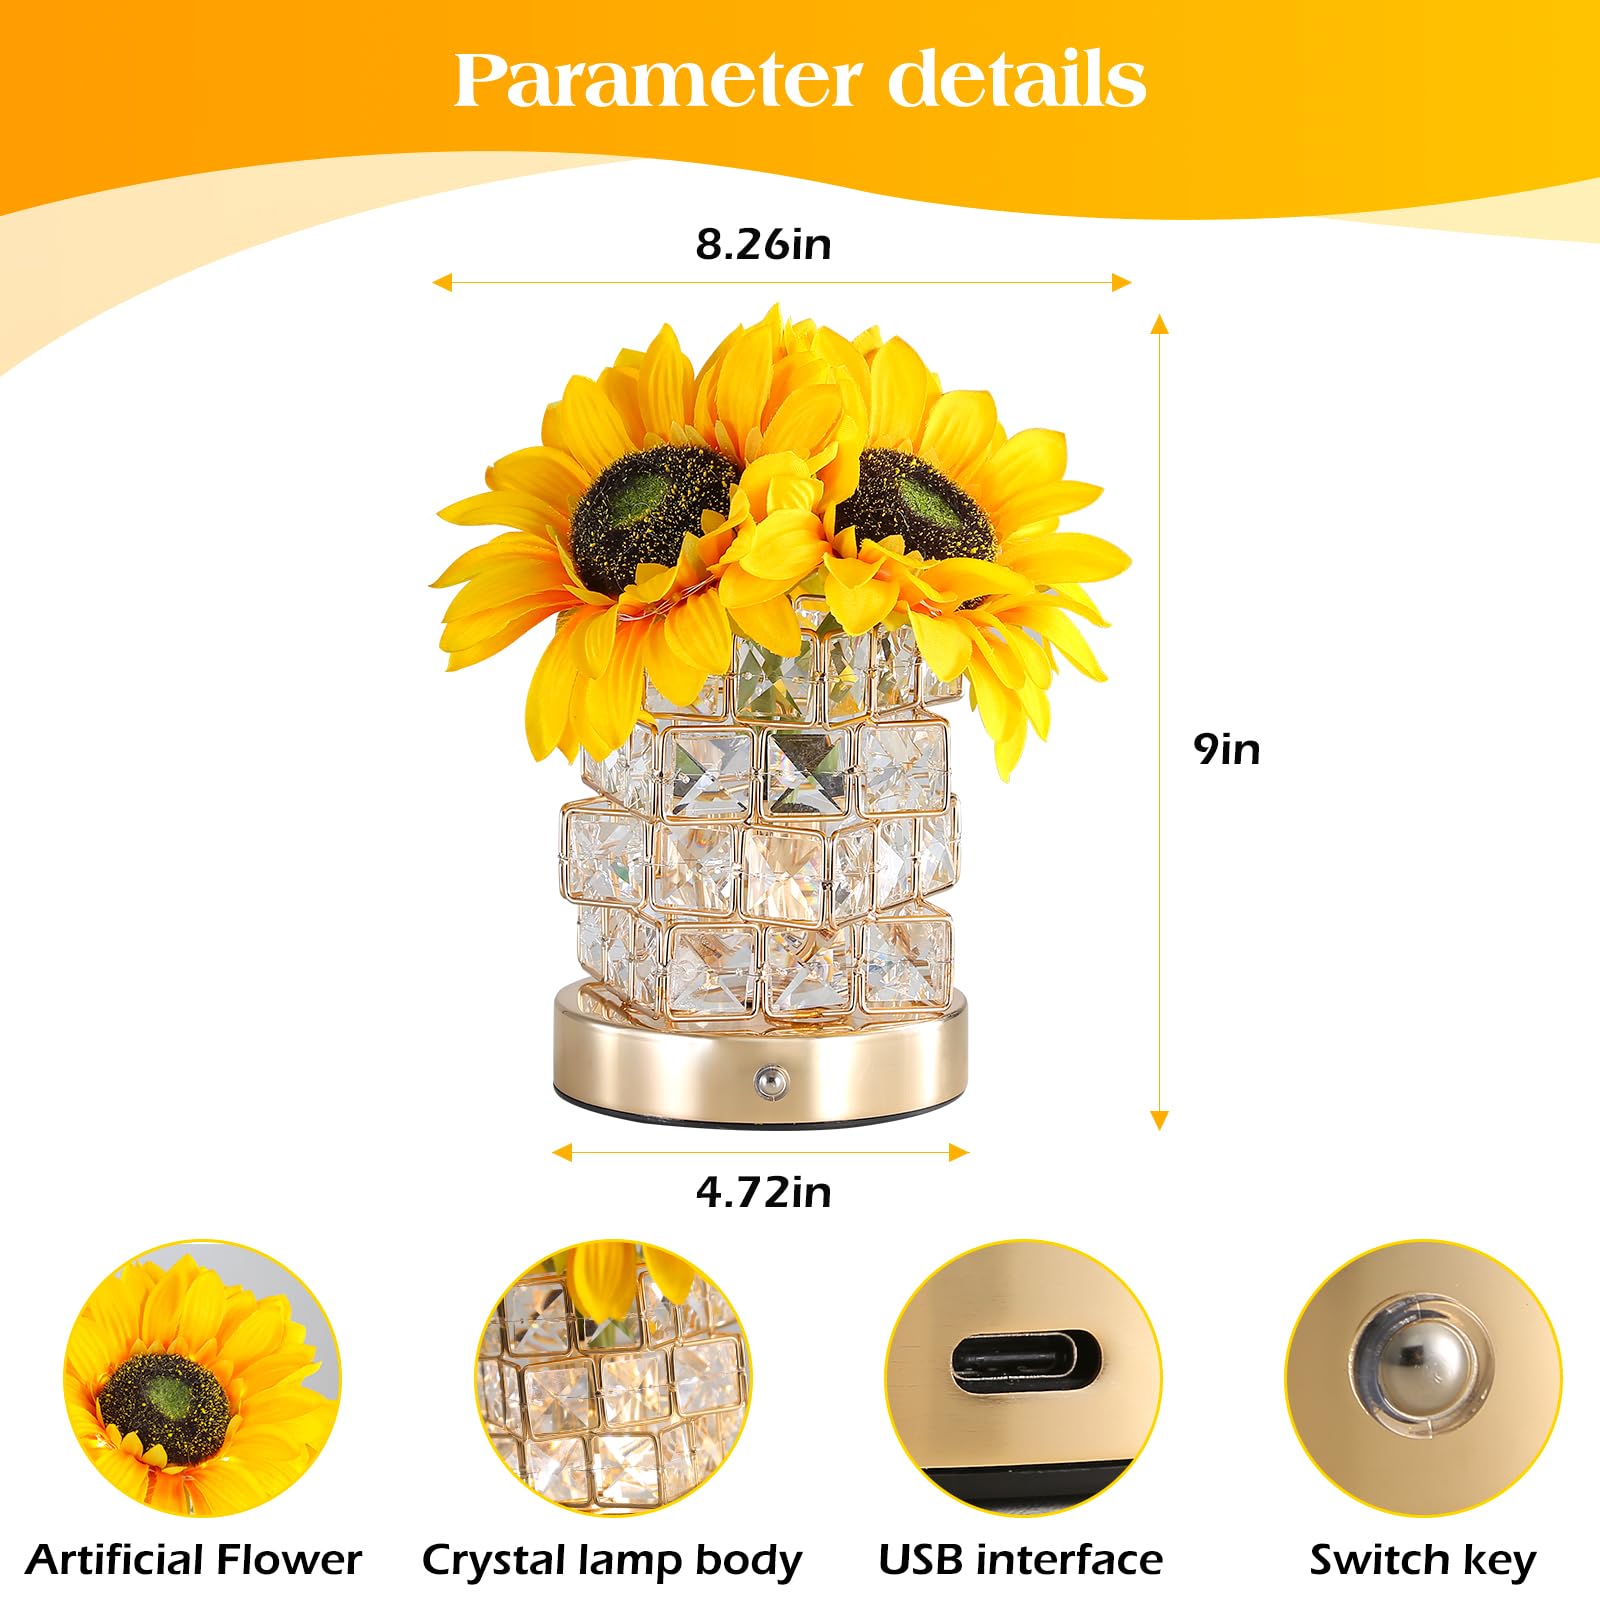 Parameter details
8.26in
9in
4.72in
Artificial Flower
Crystal lamp body
USB interface
Switch key